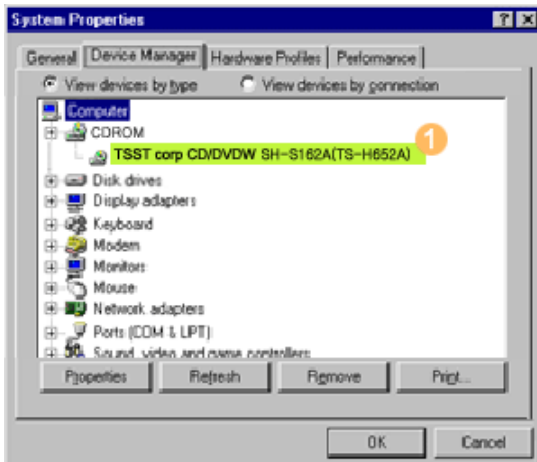 System Properties
General Device Manager Hardware Profiles Performance
View devices by type View devices by connection
Computer
CDROM
1
TSST corp CD/DVDW SH-S162A(TS-H652A)
Disk drives
Display adapters
Keyboard
Modem
Monitors
Mouse
Network adapters
Ports (COM & LPT)
Sound, video and game controllers
Properties Refresh Remove Print...
OK Cancel